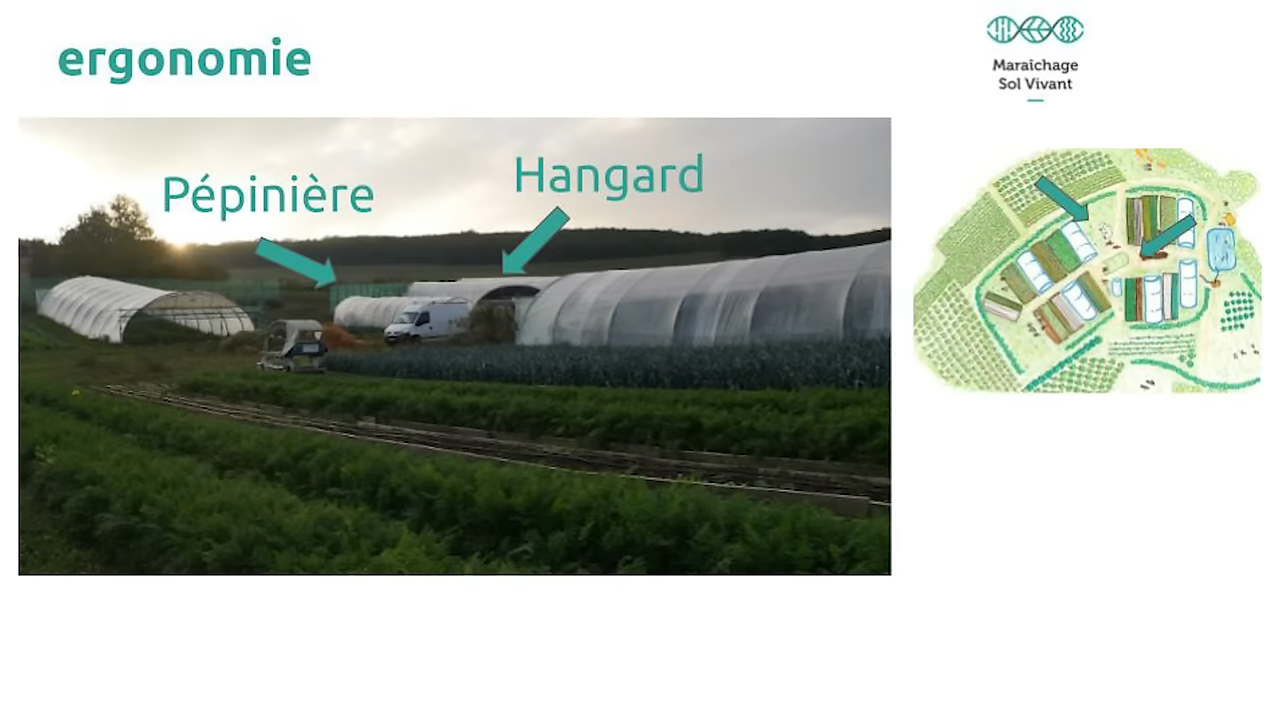 ergonomie
Maraîchage
Sol Vivant
Pépinière
Hangard